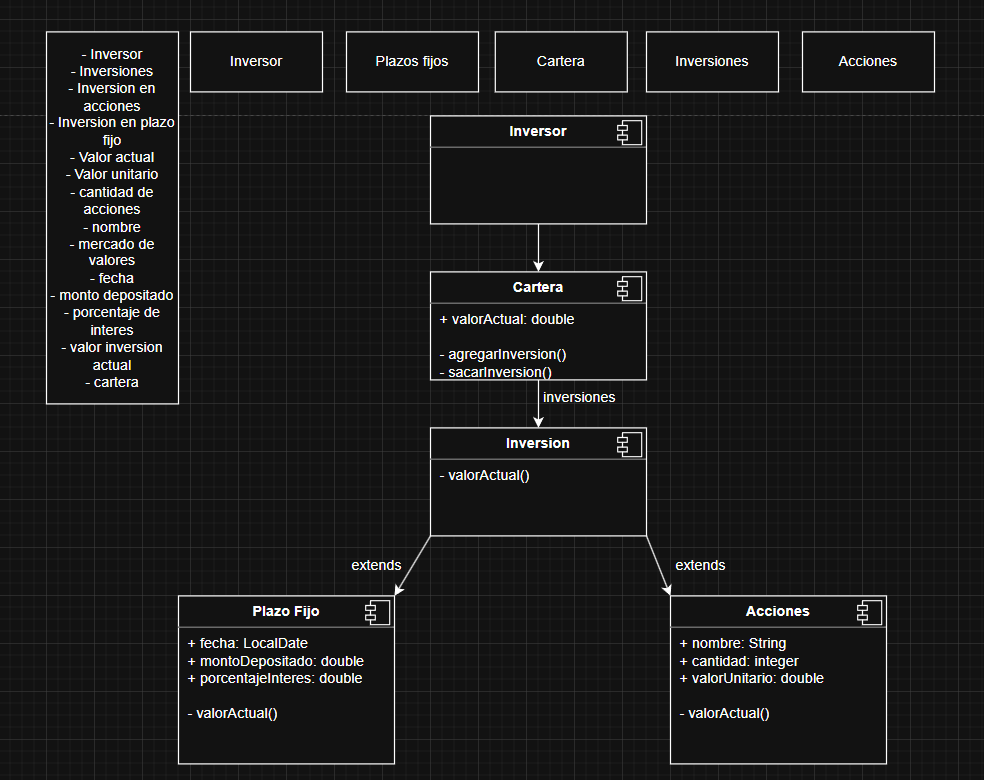 - Inversor
- Inversiones
- Inversion en
acciones
- Inversion en plazo
fijo
- Valor actual
- Valor unitario
- cantidad de
acciones
- nombre
- mercado de
valores
- fecha
- monto depositado
- porcentaje de
interes
- valor inversion
actual
- cartera
Inversor
Plazos fijos
Cartera
Inversiones
Acciones
Inversor
Cartera
+ valorActual: double
- agregarInversion()
- sacarInversion()
inversiones
Inversion
- valorActual()
extends
extends
Plazo Fijo
+ fecha: LocalDate
+ montoDepositado: double
+ porcentajeInteres: double
- valorActual()
Acciones
+ nombre: String
+ cantidad: integer
+ valorUnitario: double
- valorActual()